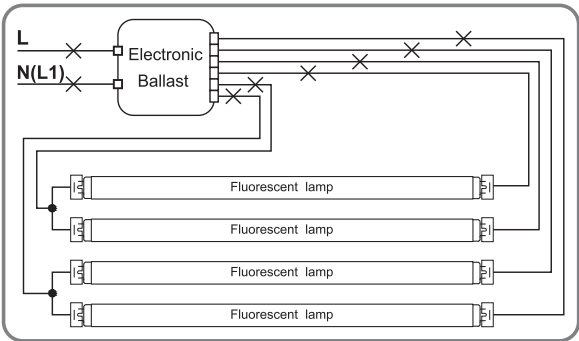 L
N(L1)
Electronic
Ballast
Fluorescent lamp
Fluorescent lamp
Fluorescent lamp
Fluorescent lamp